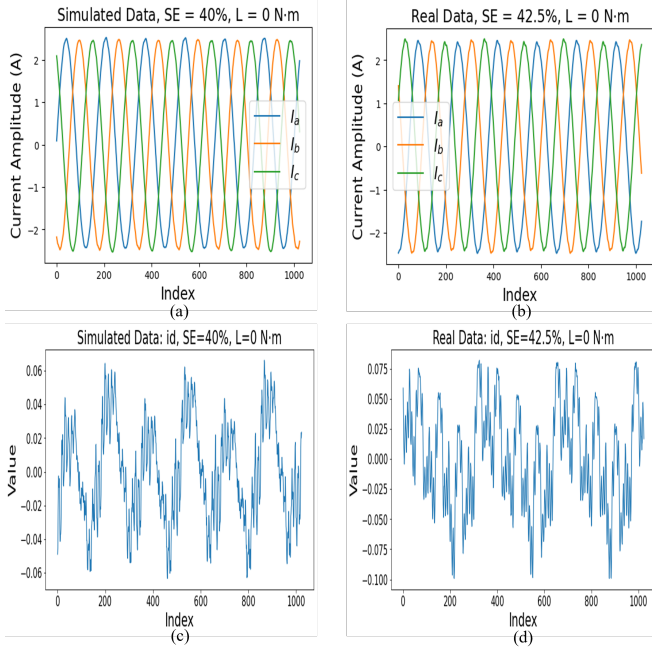 Simulated Data, SE = 40%, L = 0 N·m
Current Amplitude (A)
2
1
0
−1
−2
I_a
I_b
I_c
0 200 400 600 800 1000
Index
(a)
Real Data, SE = 42.5%, L = 0 N·m
Current Amplitude (A)
2
1
0
−1
−2
I_a
I_b
I_c
0 200 400 600 800 1000
Index
(b)
Simulated Data: id, SE=40%, L=0 N·m
Value
0.06
0.04
0.02
0.00
−0.02
−0.04
−0.06
0 200 400 600 800 1000
Index
(c)
Real Data: id, SE=42.5%, L=0 N·m
Value
0.075
0.050
0.025
0.000
−0.025
−0.050
−0.075
−0.100
0 200 400 600 800 1000
Index
(d)